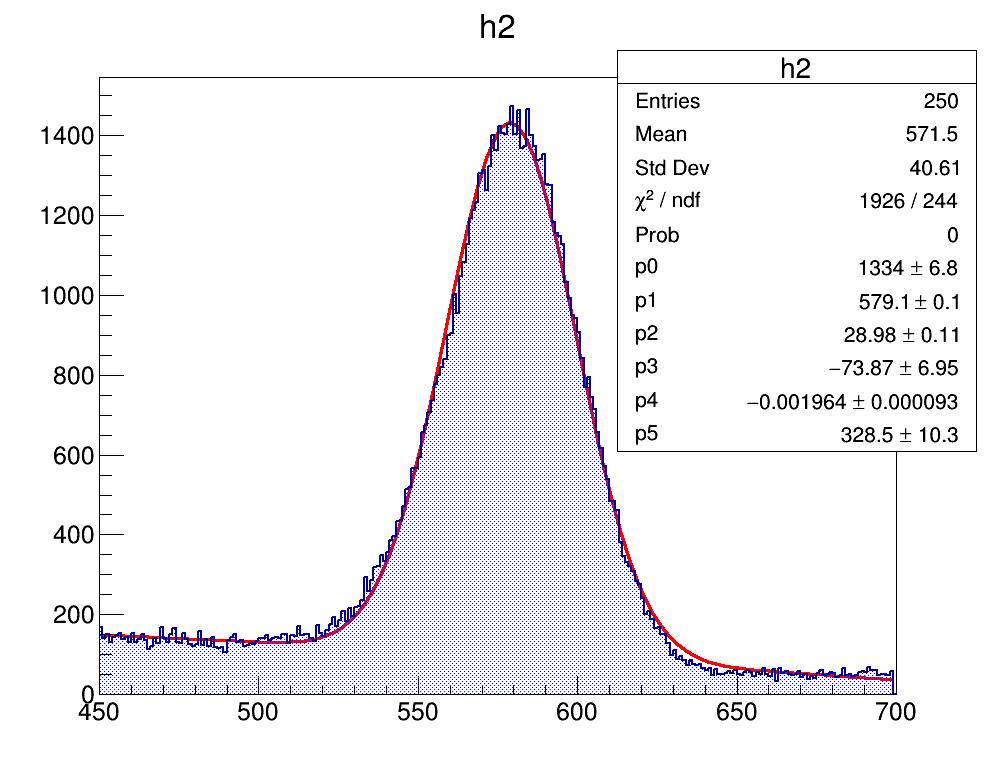 h2
h2
Entries 250
Mean 571.5
Std Dev 40.61
χ² / ndf 1926 / 244
Prob 0
p0 1334 ± 6.8
p1 579.1 ± 0.1
p2 28.98 ± 0.11
p3 −73.87 ± 6.95
p4 −0.001964 ± 0.000093
p5 328.5 ± 10.3
1400
1200
1000
800
600
400
200
0
450 500 550 600 650 700